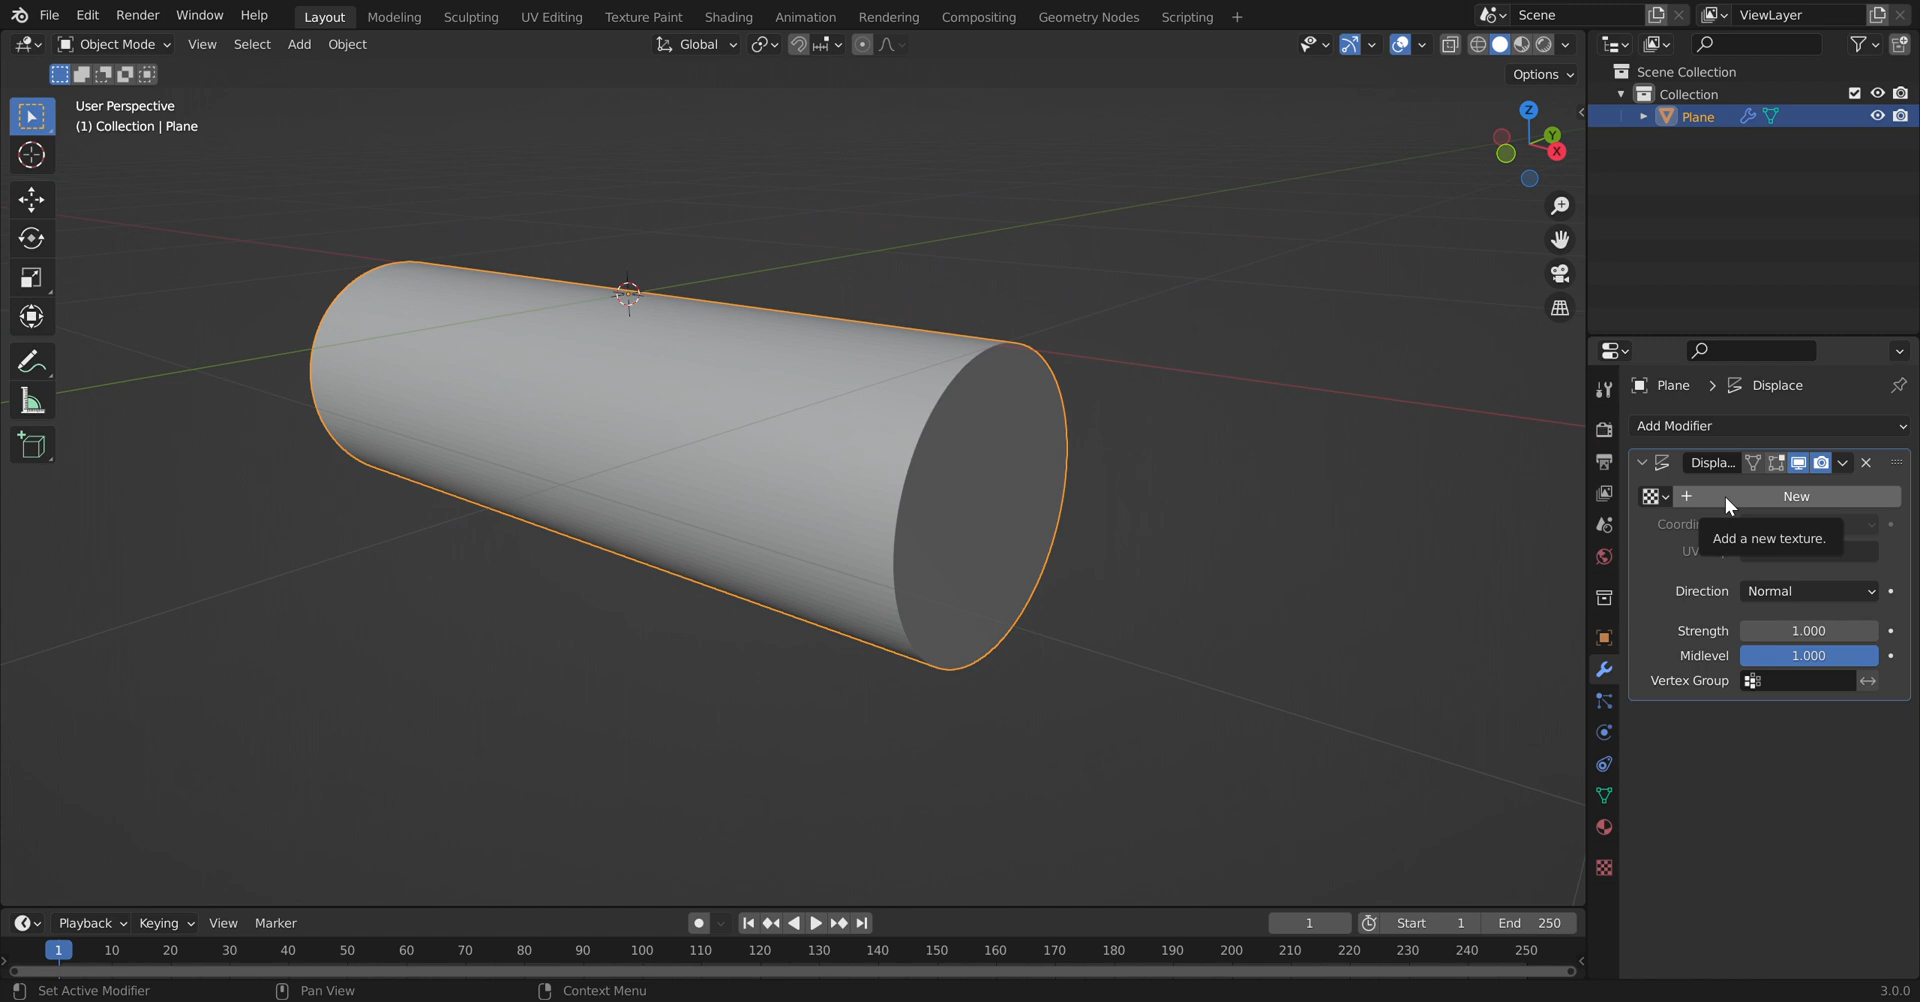 File Edit Render Window Help Layout Modeling Sculpting UV Editing Texture Paint Shading Animation Rendering Compositing Geometry Nodes Scripting + Scene ViewLayer
Object Mode View Select Add Object Global
Options
User Perspective
(1) Collection | Plane
Z
Y
X
Scene Collection
Collection
Plane
Plane > Displace
Add Modifier
Displa...
+ New
Coordi
Add a new texture.
UV
Direction Normal
Strength 1.000
Midlevel 1.000
Vertex Group
Playback Keying View Marker 1 Start 1 End 250
1 10 20 30 40 50 60 70 80 90 100 110 120 130 140 150 160 170 180 190 200 210 220 230 240 250
Set Active Modifier Pan View Context Menu 3.0.0